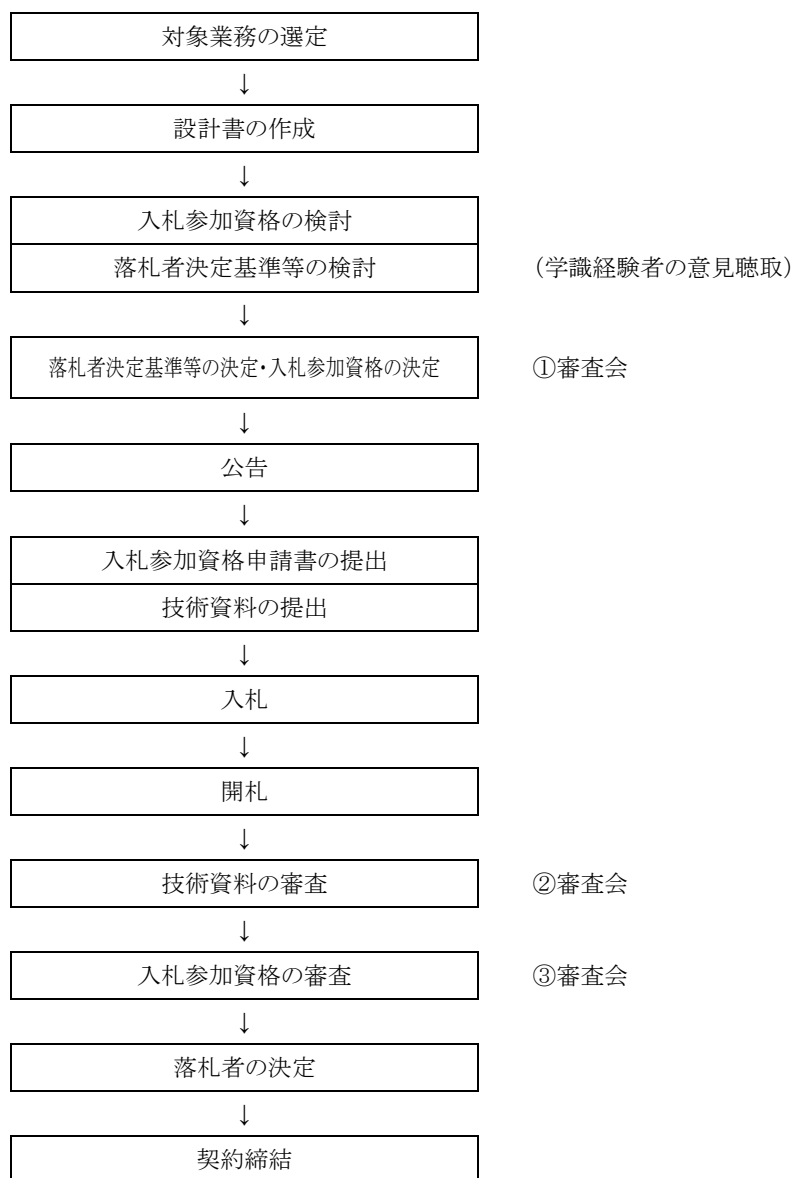 対象業務の選定
↓
設計書の作成
↓
入札参加資格の検討
落札者決定基準等の検討 （学識経験者の意見聴取）
↓
落札者決定基準等の決定・入札参加資格の決定 ①審査会
↓
公告
↓
入札参加資格申請書の提出
技術資料の提出
↓
入札
↓
開札
↓
技術資料の審査 ②審査会
↓
入札参加資格の審査 ③審査会
↓
落札者の決定
↓
契約締結